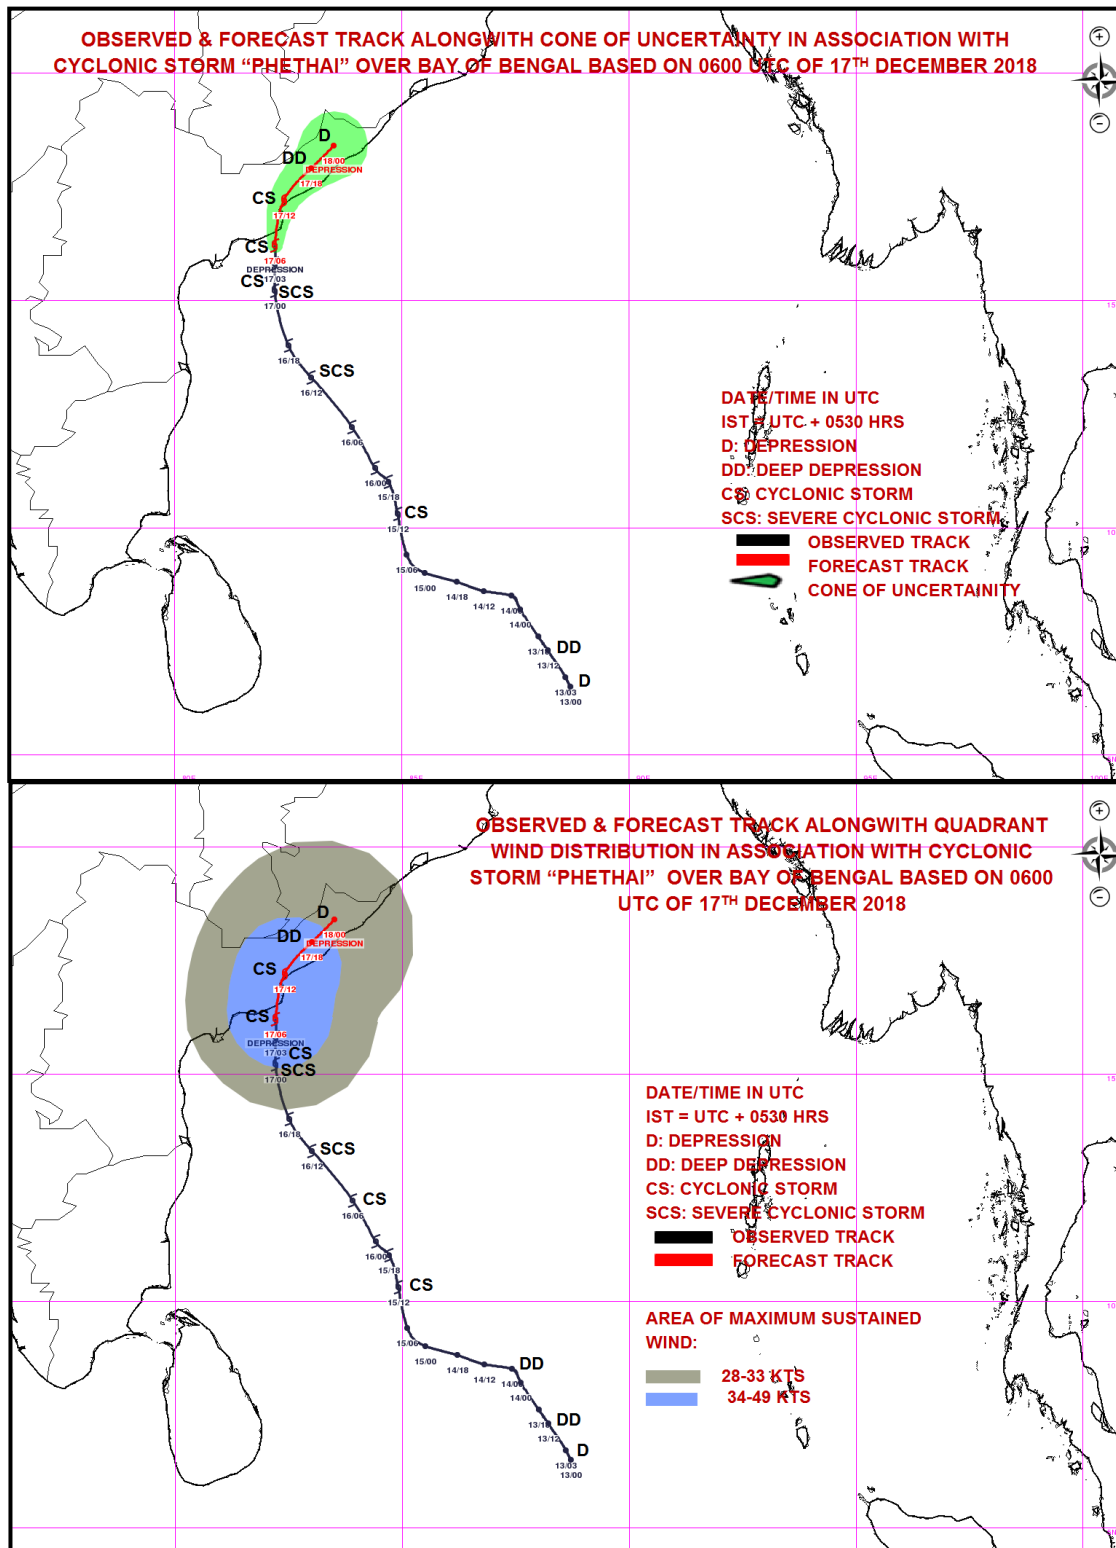 OBSERVED & FORECAST TRACK ALONGWITH CONE OF UNCERTAINTY IN ASSOCIATION WITH
CYCLONIC STORM “PHETHAI” OVER BAY OF BENGAL BASED ON 0600 UTC OF 17TH DECEMBER 2018
D
DD
18/00
DEPRESSION
17/18
CS
17/12
CS
17/06
DEPRESSION
17/03
CS
SCS
17/00
16/18
SCS
16/12
16/06
16/00
15/18
CS
15/12
15/06
15/00
14/18
14/12
14/00
13/18
DD
13/12
D
13/03
13/00
DATE/TIME IN UTC
IST = UTC + 0530 HRS
D: DEPRESSION
DD: DEEP DEPRESSION
CS: CYCLONIC STORM
SCS: SEVERE CYCLONIC STORM
OBSERVED TRACK
FORECAST TRACK
CONE OF UNCERTAINITY
80E
85E
90E
95E
100E
OBSERVED & FORECAST TRACK ALONGWITH QUADRANT
WIND DISTRIBUTION IN ASSOCIATION WITH CYCLONIC
STORM “PHETHAI” OVER BAY OF BENGAL BASED ON 0600
UTC OF 17TH DECEMBER 2018
D
DD
18/00
DEPRESSION
17/18
CS
17/12
CS
17/06
DEPRESSION
17/03
CS
SCS
17/00
16/18
SCS
16/12
CS
16/06
16/00
15/18
CS
15/12
15/06
15/00
14/18
14/12
DD
14/00
13/18
DD
13/12
D
13/03
13/00
DATE/TIME IN UTC
IST = UTC + 0530 HRS
D: DEPRESSION
DD: DEEP DEPRESSION
CS: CYCLONIC STORM
SCS: SEVERE CYCLONIC STORM
OBSERVED TRACK
FORECAST TRACK
AREA OF MAXIMUM SUSTAINED
WIND:
28-33 KTS
34-49 KTS